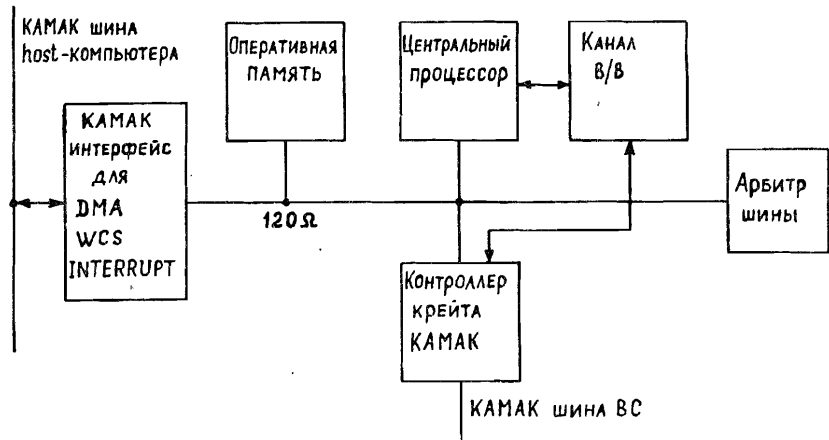 КАМАК шина
host-компьютера
Оперативная
память
Центральный
процессор
Канал
В/В
КАМАК
интерфейс
для
DMA
WCS
INTERRUPT
120Ω
Арбитр
шины
Контроллер
крейта
КАМАК
КАМАК шина ВС